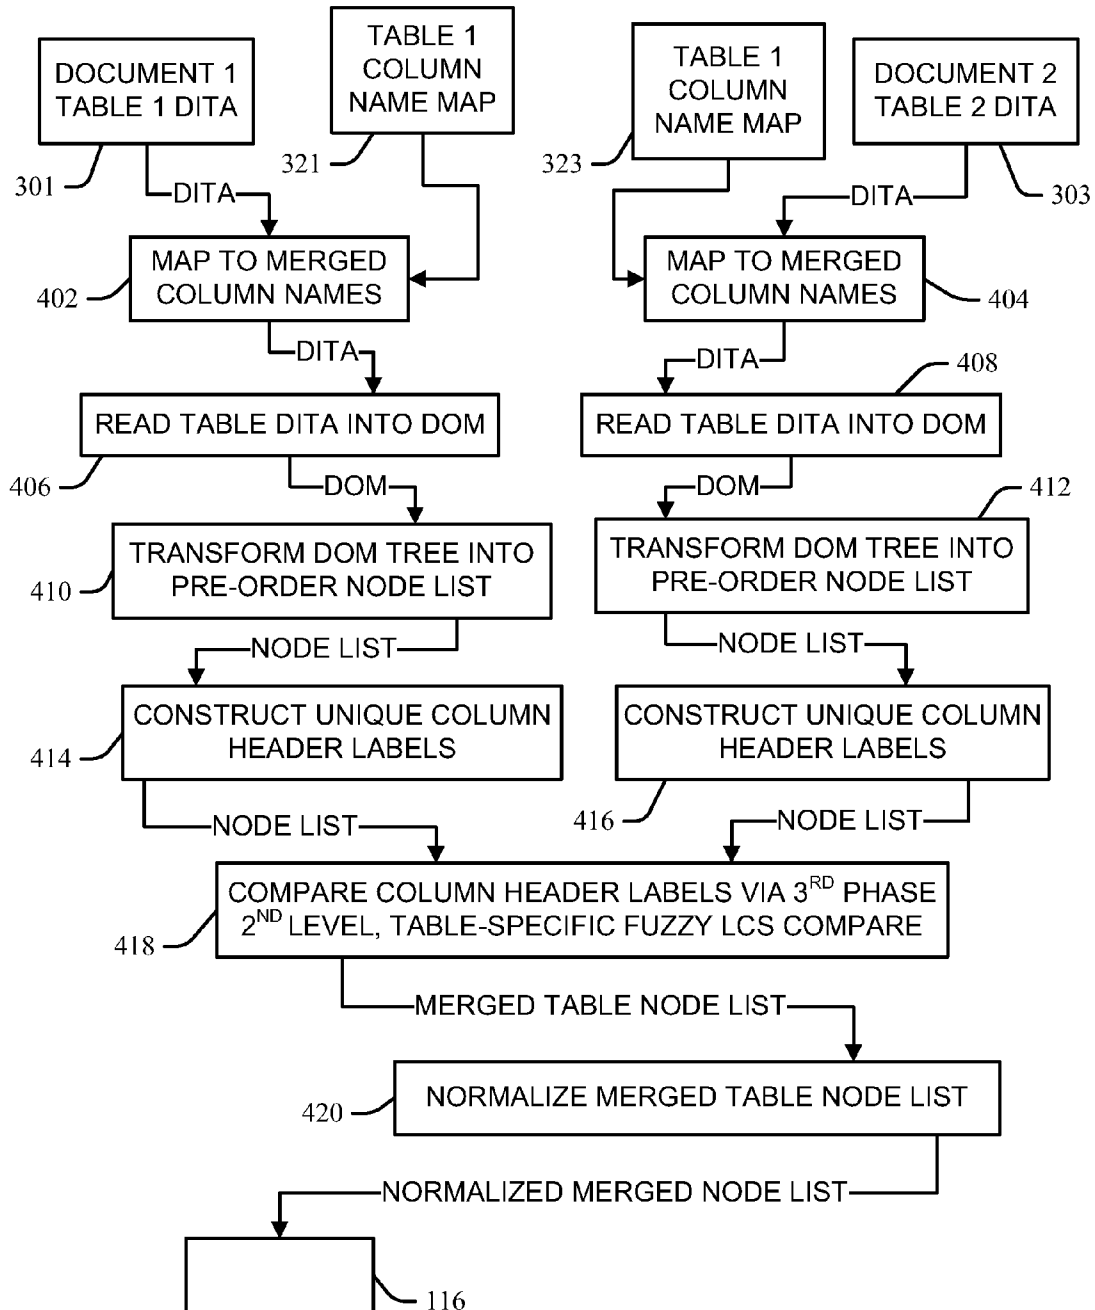 DOCUMENT 1
TABLE 1 DITA
301
TABLE 1
COLUMN
NAME MAP
321
TABLE 1
COLUMN
NAME MAP
323
DOCUMENT 2
TABLE 2 DITA
303
DITA
DITA
MAP TO MERGED
COLUMN NAMES
402
MAP TO MERGED
COLUMN NAMES
404
DITA
DITA
READ TABLE DITA INTO DOM
406
READ TABLE DITA INTO DOM
408
DOM
DOM
TRANSFORM DOM TREE INTO
PRE-ORDER NODE LIST
410
TRANSFORM DOM TREE INTO
PRE-ORDER NODE LIST
412
NODE LIST
NODE LIST
CONSTRUCT UNIQUE COLUMN
HEADER LABELS
414
CONSTRUCT UNIQUE COLUMN
HEADER LABELS
416
NODE LIST
NODE LIST
COMPARE COLUMN HEADER LABELS VIA 3RD PHASE
2ND LEVEL, TABLE-SPECIFIC FUZZY LCS COMPARE
418
MERGED TABLE NODE LIST
NORMALIZE MERGED TABLE NODE LIST
420
NORMALIZED MERGED NODE LIST
116